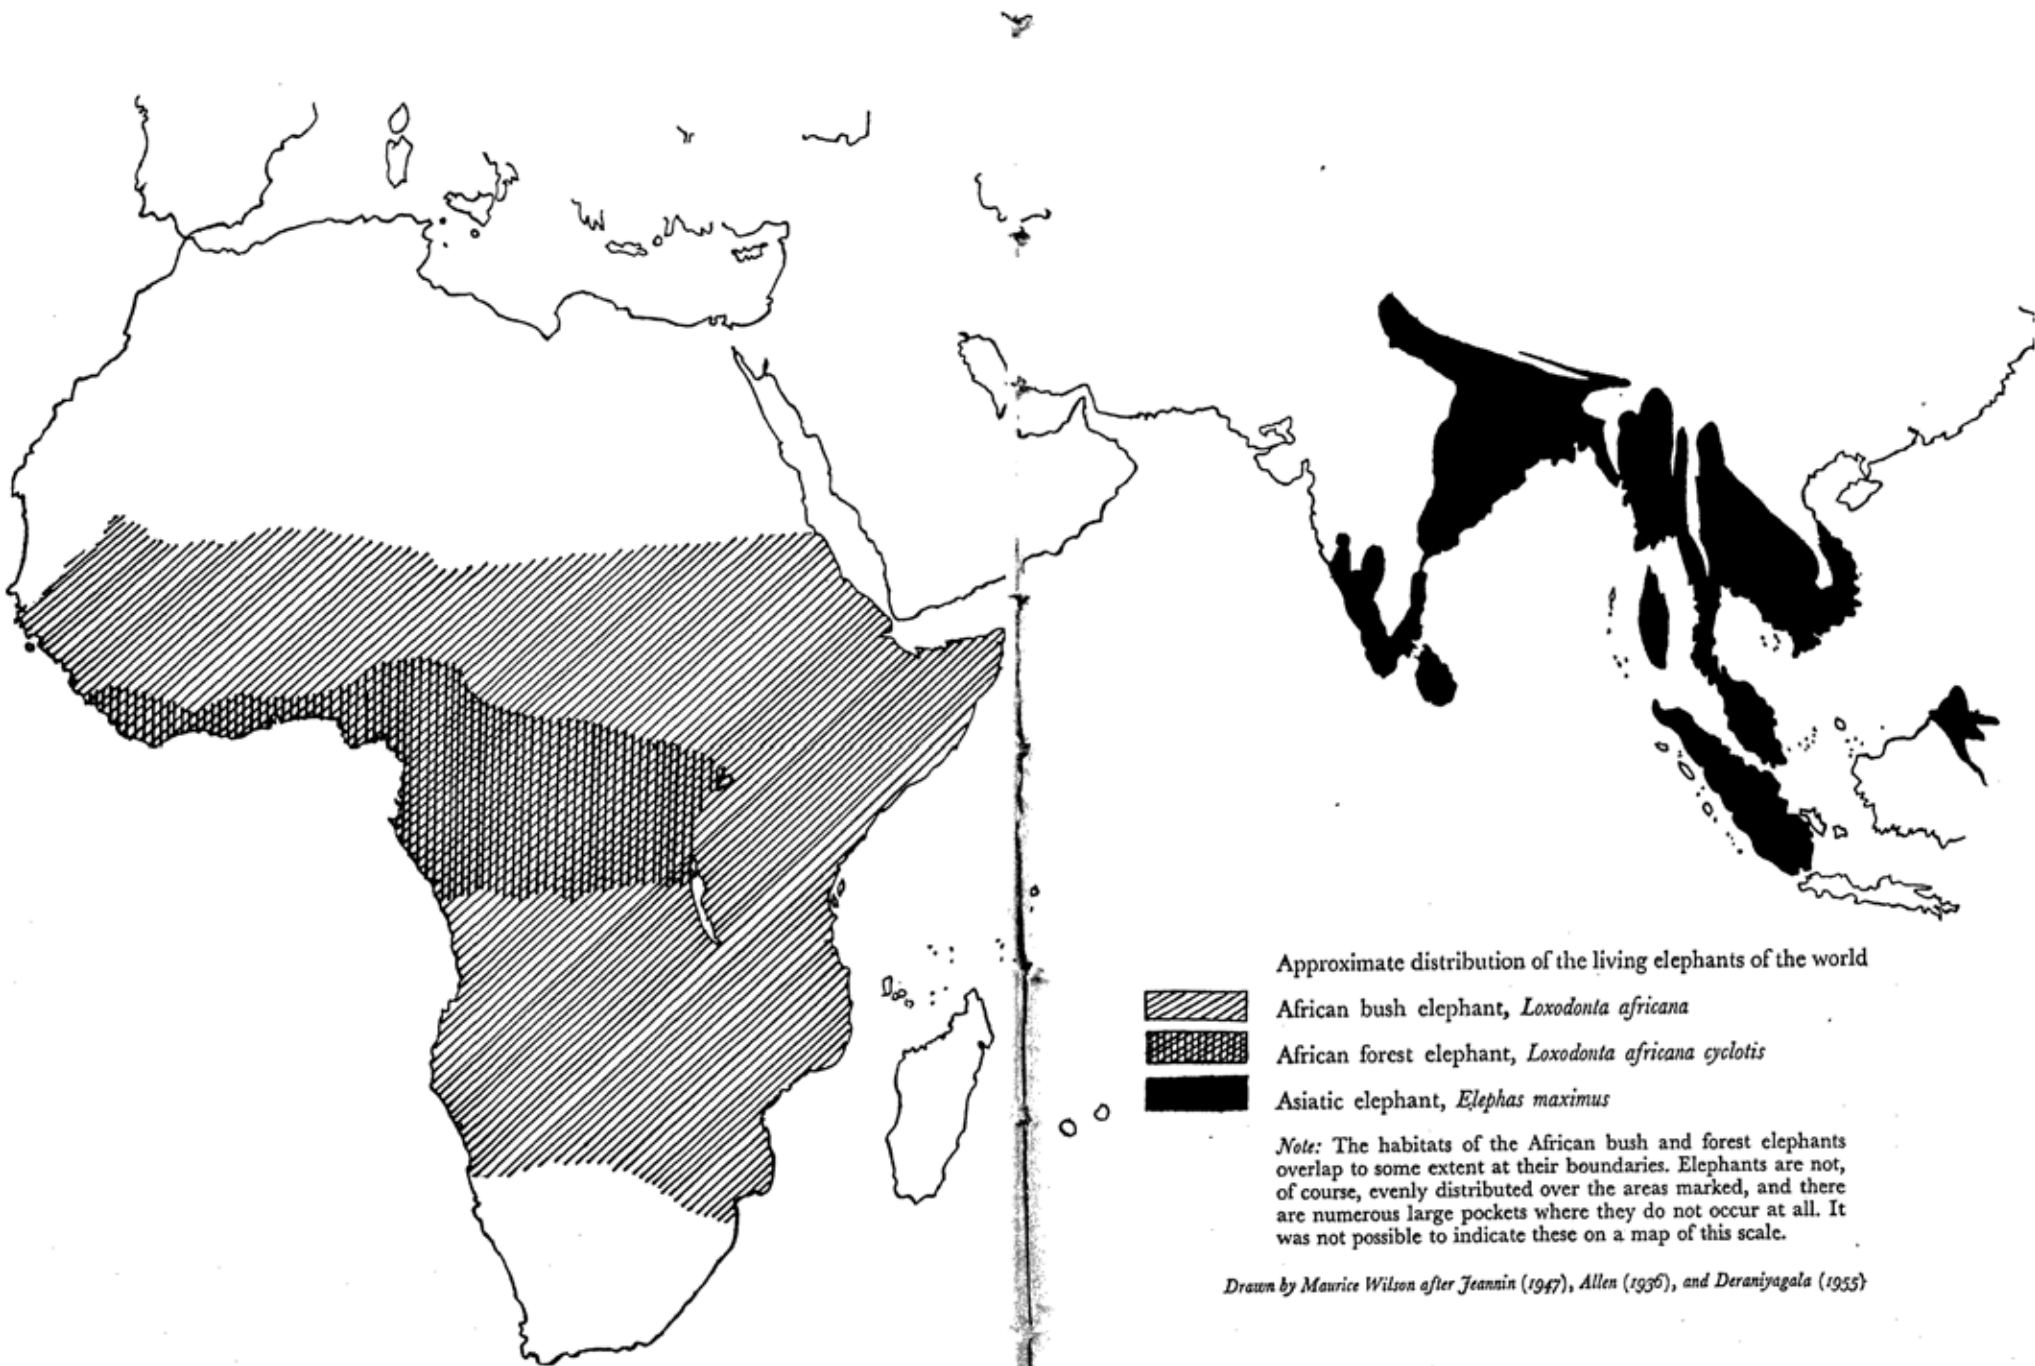 Approximate distribution of the living elephants of the world
African bush elephant, Loxodonta africana
African forest elephant, Loxodonta africana cyclotis
Asiatic elephant, Elephas maximus
Note: The habitats of the African bush and forest elephants
overlap to some extent at their boundaries. Elephants are not,
of course, evenly distributed over the areas marked, and there
are numerous large pockets where they do not occur at all. It
was not possible to indicate these on a map of this scale.
Drawn by Maurice Wilson after Jeannin (1947), Allen (1936), and Deraniyagala (1955)